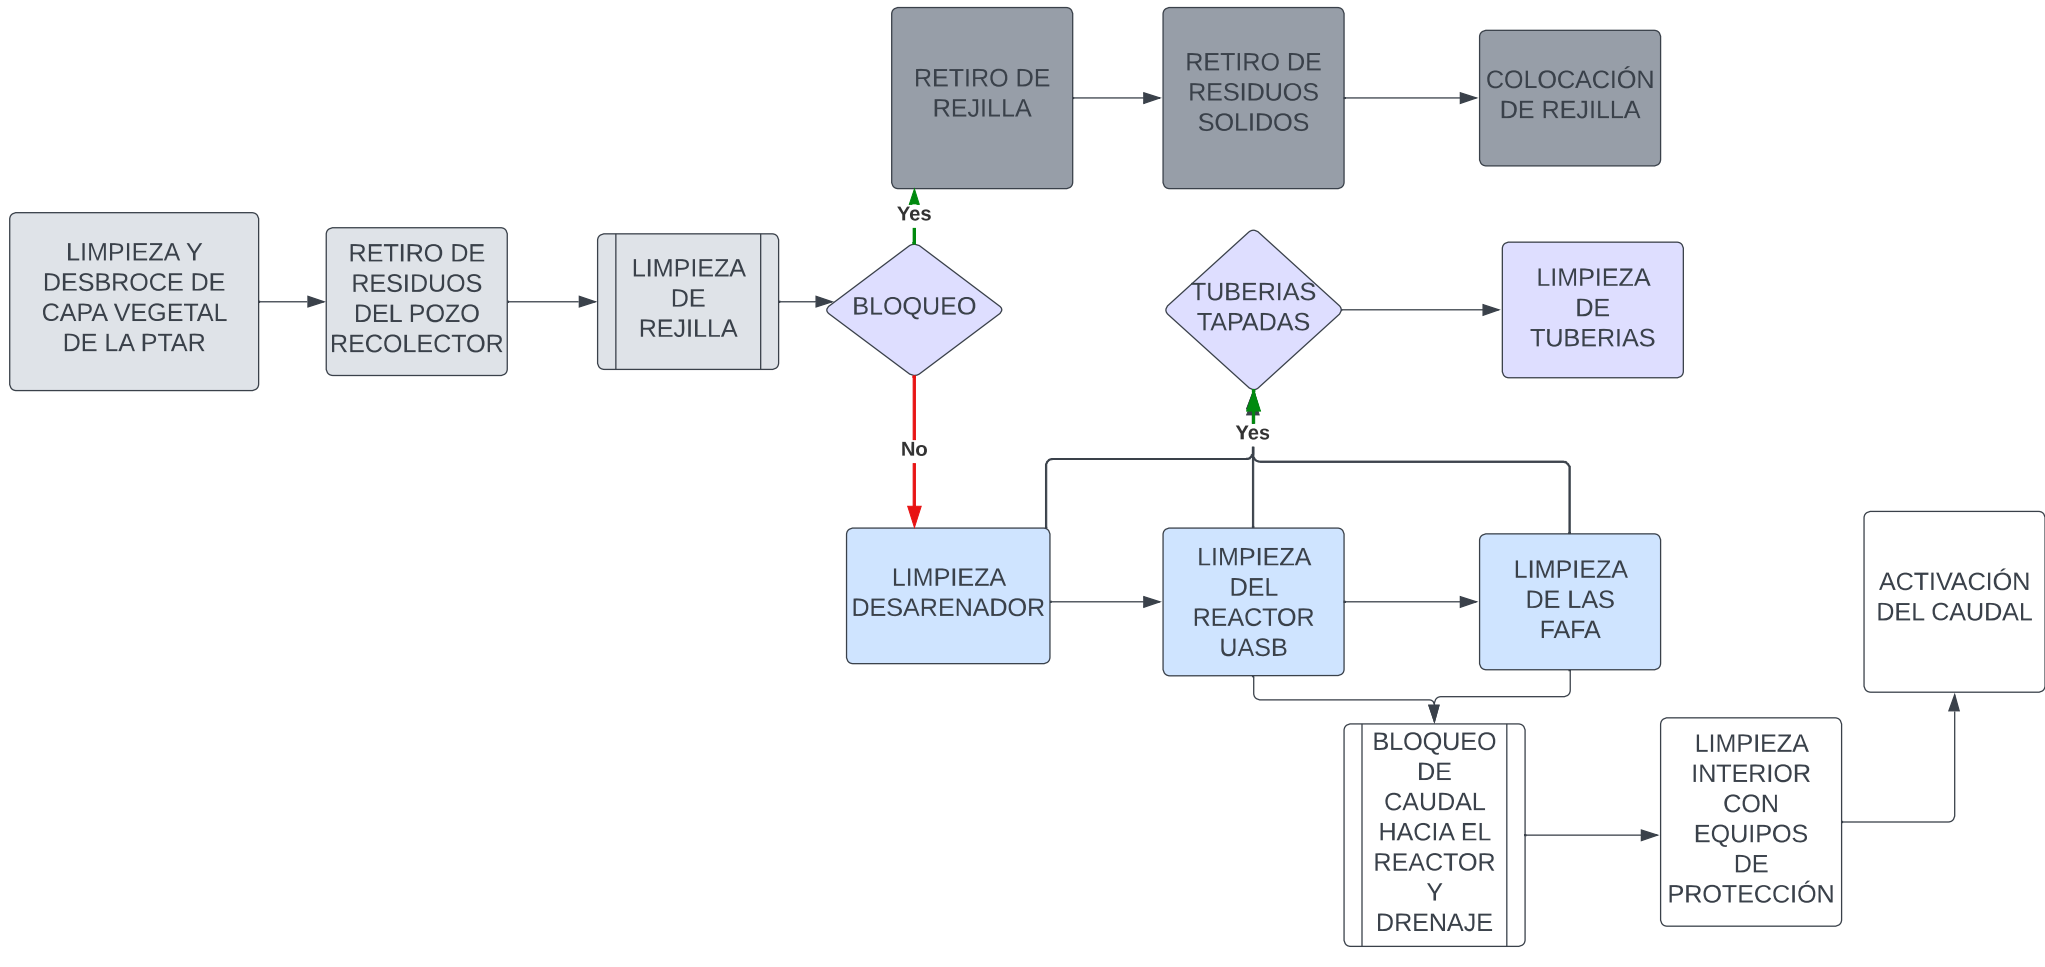 RETIRO DE
REJILLA
RETIRO DE
RESIDUOS
SOLIDOS
COLOCACIÓN
DE REJILLA
Yes
LIMPIEZA Y
DESBROCE DE
CAPA VEGETAL
DE LA PTAR
RETIRO DE
RESIDUOS
DEL POZO
RECOLECTOR
LIMPIEZA
DE
REJILLA
BLOQUEO
TUBERIAS
TAPADAS
LIMPIEZA
DE
TUBERIAS
No
Yes
LIMPIEZA
DESARENADOR
LIMPIEZA
DEL
REACTOR
UASB
LIMPIEZA
DE LAS
FAFA
ACTIVACIÓN
DEL CAUDAL
BLOQUEO
DE
CAUDAL
HACIA EL
REACTOR
Y
DRENAJE
LIMPIEZA
INTERIOR
CON
EQUIPOS
DE
PROTECCIÓN